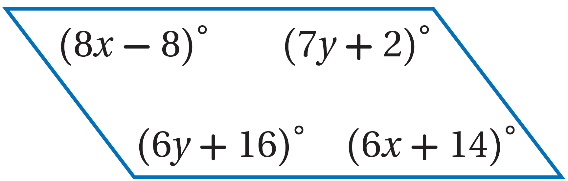 (8x − 8)° (7y + 2)°
(6y + 16)° (6x + 14)°